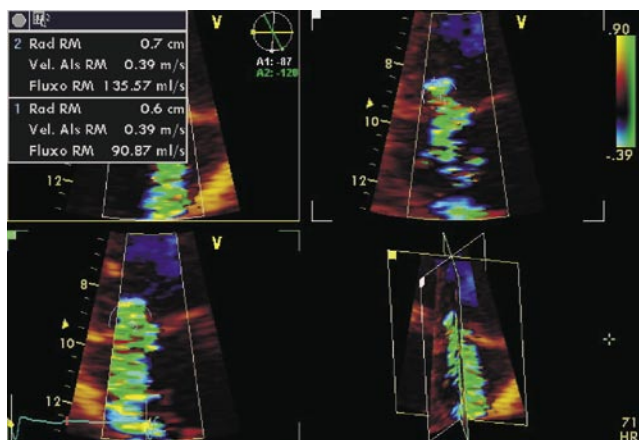 2 Rad RM 0.7 cm
Vel. Als RM 0.39 m/s
Fluxo RM 135.57 ml/s
1 Rad RM 0.6 cm
Vel. Als RM 0.39 m/s
Fluxo RM 90.87 ml/s
V
A1: -87
A2: -120
12
V
8
10
12
.90
-.39
V
8
10
12
71
HR